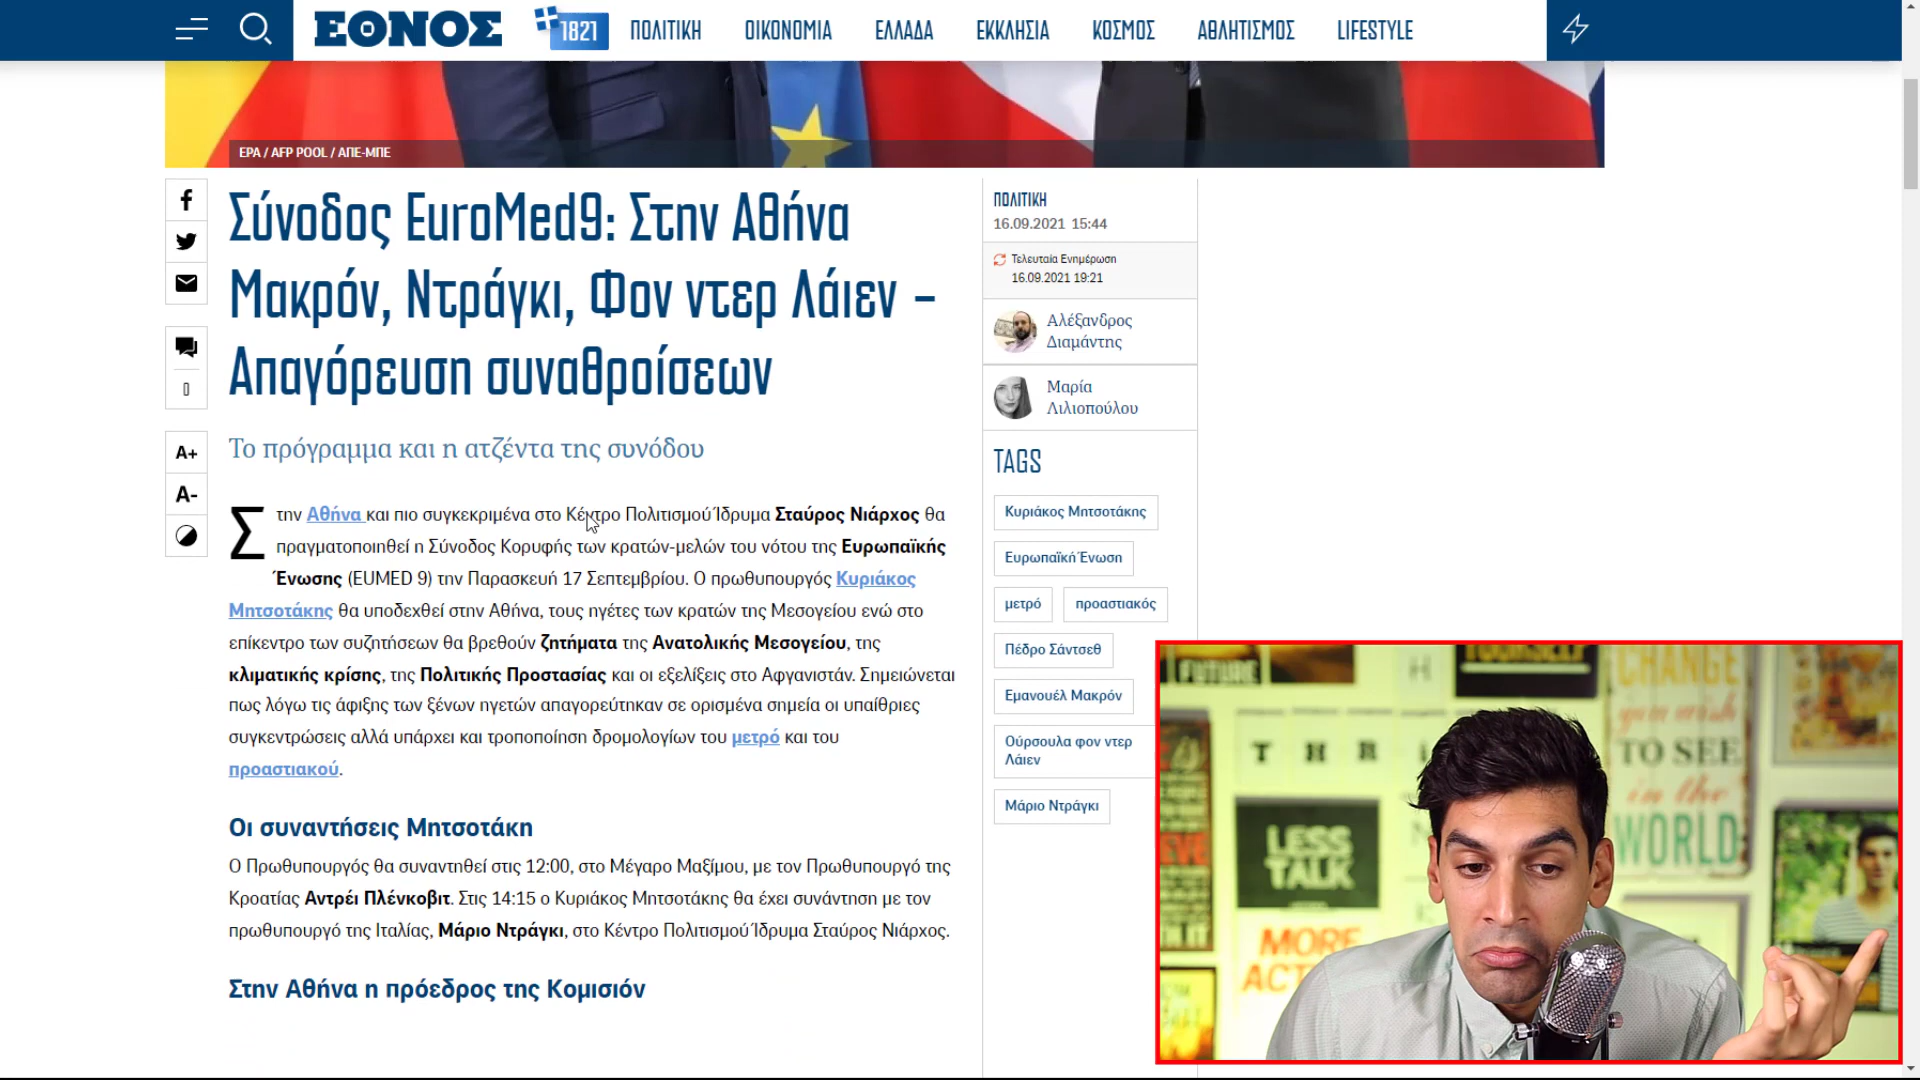 ΕΘΝΟΣ
1821
ΠΟΛΙΤΙΚΗ
ΟΙΚΟΝΟΜΙΑ
ΕΛΛΑΔΑ
ΕΚΚΛΗΣΙΑ
ΚΟΣΜΟΣ
ΑΘΛΗΤΙΣΜΟΣ
LIFESTYLE
EPA / AFP POOL / ΑΠΕ-ΜΠΕ
Σύνοδος EuroMed9: Στην Αθήνα
Μακρόν, Ντράγκι, Φον ντερ Λάιεν –
Απαγόρευση συναθροίσεων
Το πρόγραμμα και η ατζέντα της συνόδου
0
A+
A-
Στην Αθήνα και πιο συγκεκριμένα στο Κέντρο Πολιτισμού Ίδρυμα Σταύρος Νιάρχος θα
πραγματοποιηθεί η Σύνοδος Κορυφής των κρατών-μελών του νότου της Ευρωπαϊκής
Ένωσης (EUMED 9) την Παρασκευή 17 Σεπτεμβρίου. Ο πρωθυπουργός Κυριάκος
Μητσοτάκης θα υποδεχθεί στην Αθήνα, τους ηγέτες των κρατών της Μεσογείου ενώ στο
επίκεντρο των συζητήσεων θα βρεθούν ζητήματα της Ανατολικής Μεσογείου, της
κλιματικής κρίσης, της Πολιτικής Προστασίας και οι εξελίξεις στο Αφγανιστάν. Σημειώνεται
πως λόγω τις άφιξης των ξένων ηγετών απαγορεύτηκαν σε ορισμένα σημεία οι υπαίθριες
συγκεντρώσεις αλλά υπάρχει και τροποποίηση δρομολογίων του μετρό και του
προαστιακού.
Οι συναντήσεις Μητσοτάκη
Ο Πρωθυπουργός θα συναντηθεί στις 12:00, στο Μέγαρο Μαξίμου, με τον Πρωθυπουργό της
Κροατίας Αντρέι Πλένκοβιτ. Στις 14:15 ο Κυριάκος Μητσοτάκης θα έχει συνάντηση με τον
πρωθυπουργό της Ιταλίας, Μάριο Ντράγκι, στο Κέντρο Πολιτισμού Ίδρυμα Σταύρος Νιάρχος.
Στην Αθήνα η πρόεδρος της Κομισιόν
ΠΟΛΙΤΙΚΗ
16.09.2021 15:44
Τελευταία Ενημέρωση
16.09.2021 19:21
Αλέξανδρος
Διαμάντης
Μαρία
Λιλιοπούλου
TAGS
Κυριάκος Μητσοτάκης
Ευρωπαϊκή Ένωση
μετρό
προαστιακός
Πέδρο Σάντσεθ
Εμανουέλ Μακρόν
Ούρσουλα φον ντερ
Λάιεν
Μάριο Ντράγκι
FUTURE
YOURSELF
H
THR
LESS
TALK
MORE
CHANGE
you wish
TO SEE
in the
WORLD